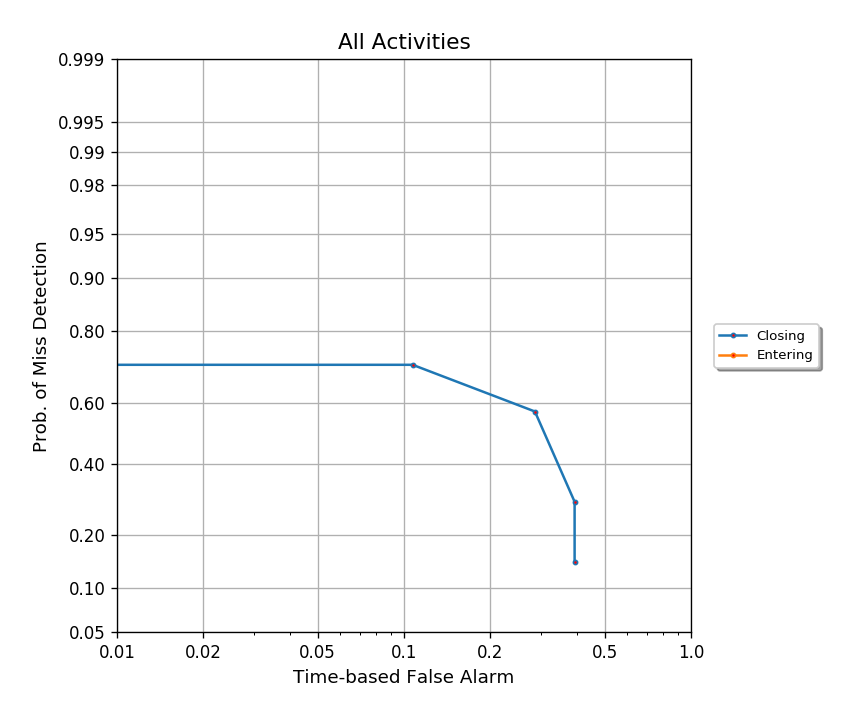 All Activities
0.999
0.995
0.99
0.98
0.95
0.90
0.80
0.60
0.40
0.20
0.10
0.05
Prob. of Miss Detection
0.01 0.02 0.05 0.1 0.2 0.5 1.0
Time-based False Alarm
Closing
Entering